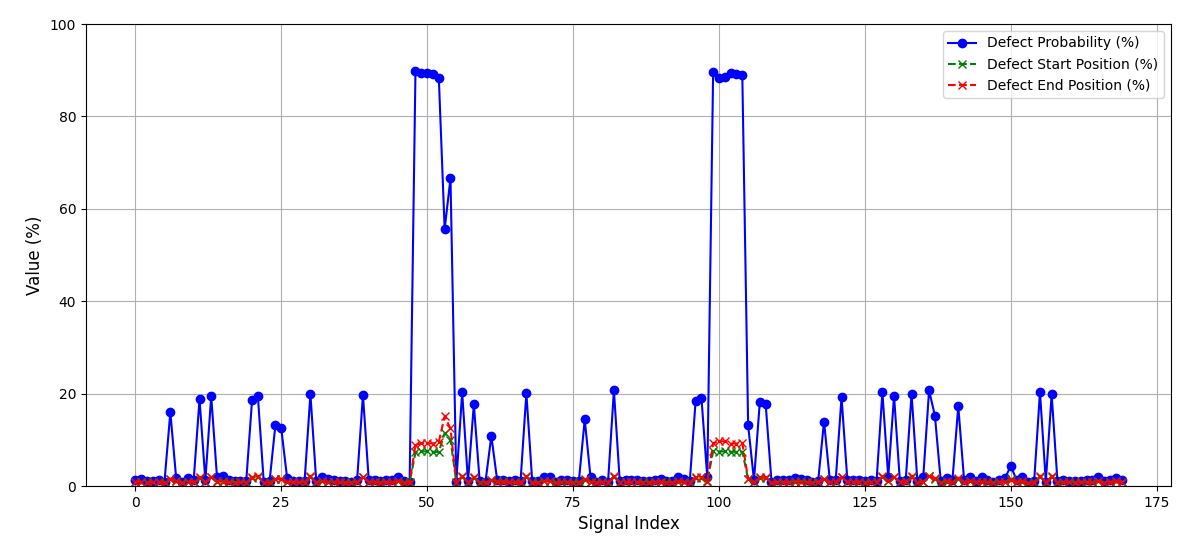 100
80
60
40
20
0
Value (%)
0 25 50 75 100 125 150 175
Signal Index
Defect Probability (%)
Defect Start Position (%)
Defect End Position (%)